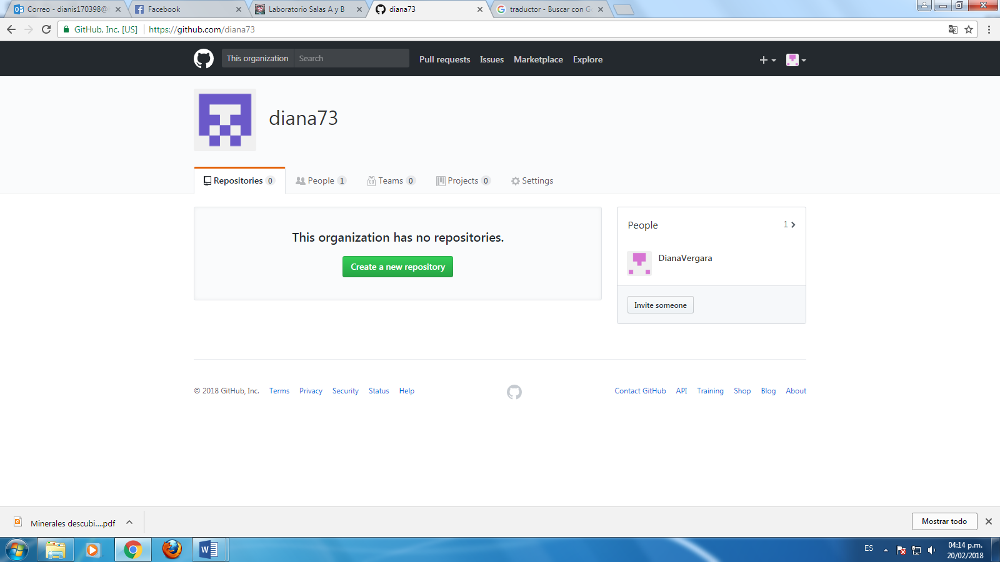 Correo - dianis170398@
Facebook
Laboratorio Salas A y B
diana73
traductor - Buscar con G
GitHub, Inc. [US]
https://github.com/diana73
This organization
Search
Pull requests
Issues
Marketplace
Explore
diana73
Repositories 0
People 1
Teams 0
Projects 0
Settings
This organization has no repositories.
Create a new repository
People
1
DianaVergara
Invite someone
© 2018 GitHub, Inc.
Terms
Privacy
Security
Status
Help
Contact GitHub
API
Training
Shop
Blog
About
Minerales descubi....pdf
Mostrar todo
ES
04:14 p.m.
20/02/2018